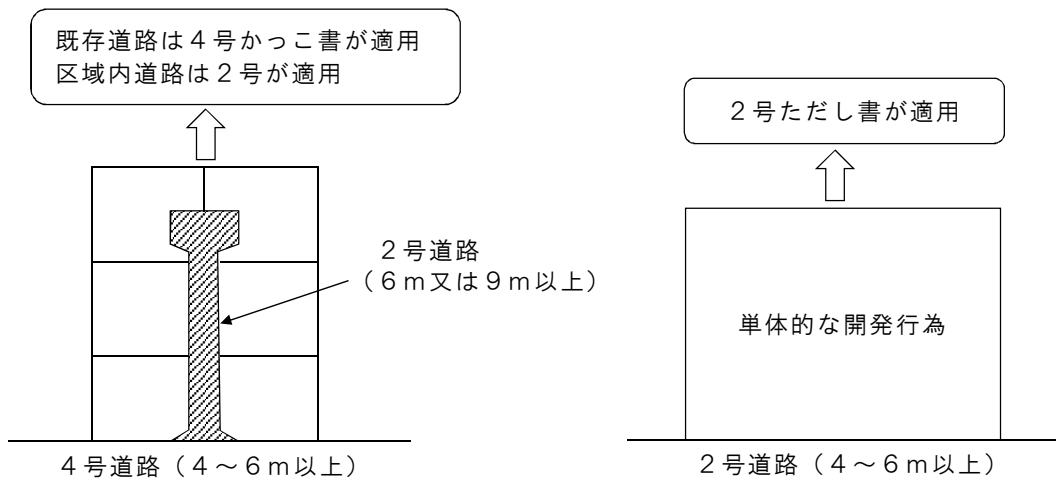 既存道路は４号かっこ書が適用
区域内道路は２号が適用
２号道路
（６ｍ又は９ｍ以上）
４号道路（４～６ｍ以上）
２号ただし書が適用
単体的な開発行為
２号道路（４～６ｍ以上）